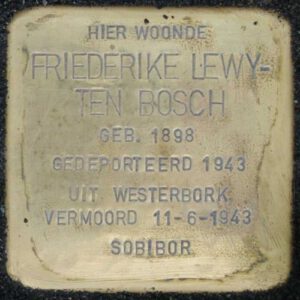 HIER WOONDE
FRIEDERIKE LEWY-
TEN BOSCH
GEB. 1898
GEDEPORTEERD 1943
UIT WESTERBORK
VERMOORD 11-6-1943
SOBIBOR